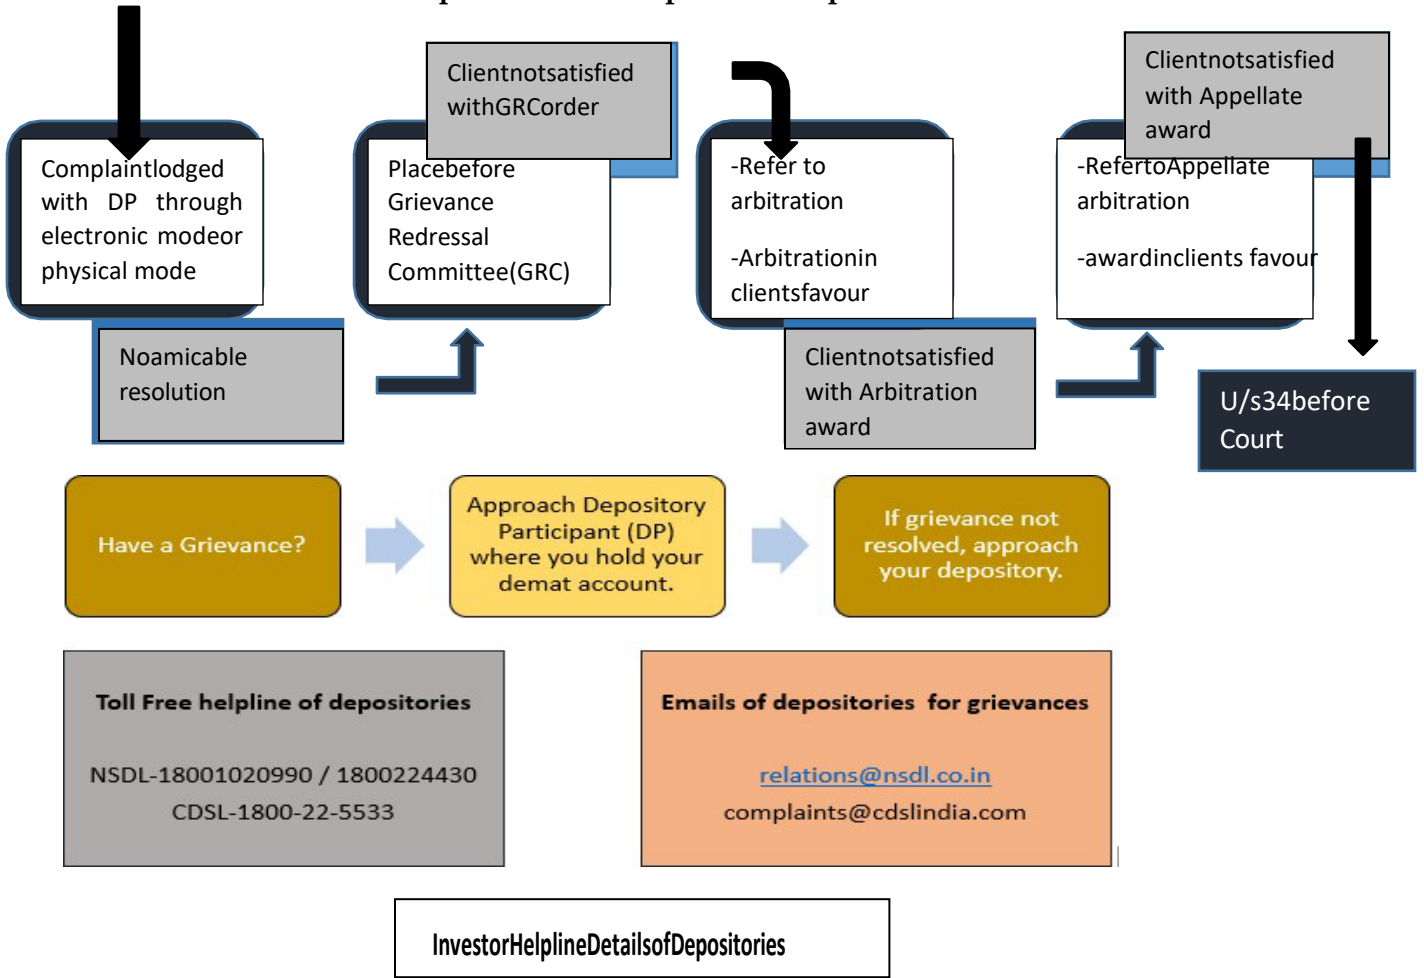 Complaintlodged
with DP through
electronic modeor
physical mode
Noamicable
resolution
Placebefore
Grievance
Redressal
Committee(GRC)
Clientnotsatisfied
withGRCorder
-Refer to
arbitration
-Arbitrationin
clientsfavour
Clientnotsatisfied
with Arbitration
award
-RefertoAppellate
arbitration
-awardinclients favour
Clientnotsatisfied
with Appellate
award
U/s34before
Court
Have a Grievance?
Approach Depository
Participant (DP)
where you hold your
demat account.
If grievance not
resolved, approach
your depository.
Toll Free helpline of depositories
NSDL-18001020990 / 1800224430
CDSL-1800-22-5533
Emails of depositories for grievances
relations@nsdl.co.in
complaints@cdslindia.com
InvestorHelplineDetailsofDepositories